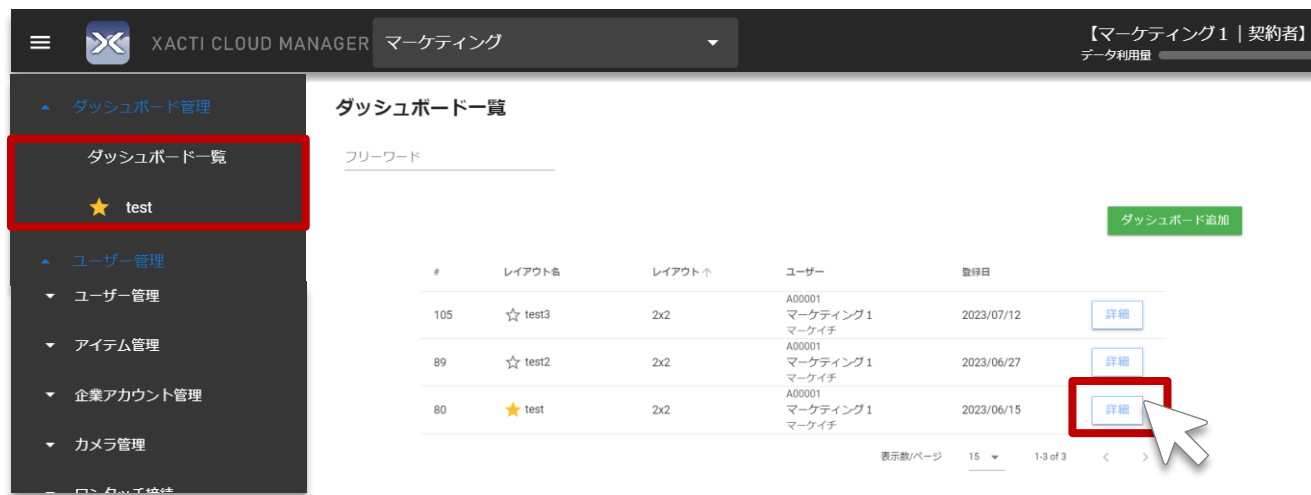 XACTI CLOUD MANAGER
マーケティング
【マーケティング１｜契約者】
データ利用量
ダッシュボード管理
ダッシュボード一覧
test
ユーザー管理
ユーザー管理
アイテム管理
企業アカウント管理
カメラ管理
ワンタッチ接続
ダッシュボード一覧
フリーワード
ダッシュボード追加
# レイアウト名 レイアウト↑ ユーザー 登録日
A00001
105 test3 2x2 マーケティング１ 2023/07/12 詳細
マーケイチ
A00001
89 test2 2x2 マーケティング１ 2023/06/27 詳細
マーケイチ
A00001
80 test 2x2 マーケティング１ 2023/06/15 詳細
マーケイチ
表示数/ページ 15 1-3 of 3